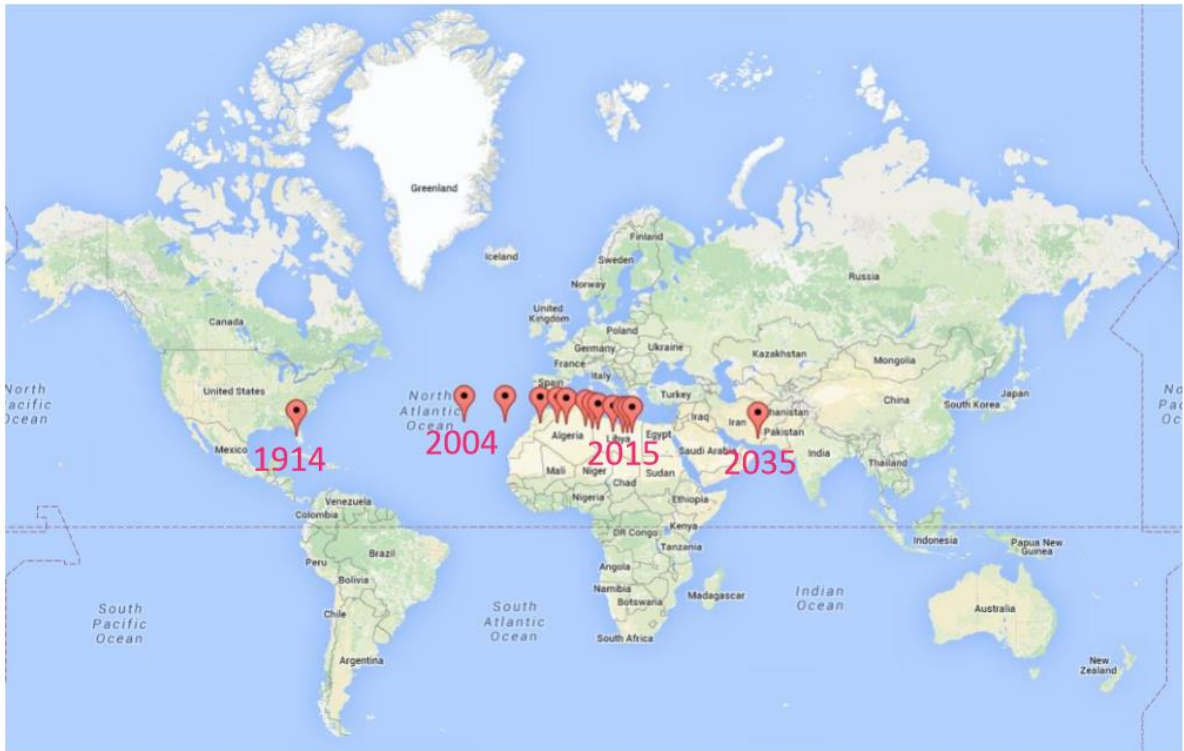 Greenland
Iceland
Finland
Sweden
Norway
Russia
Canada
United
Kingdom
Poland
Germany
Ukraine
France
Kazakhstan
Mongolia
Italy
Spain
United States
North
Atlantic
Ocean
Turkey
China
South Korea
Japan
North
Pacific
Ocean
Iraq
Iran
Afghanistan
Pakistan
Algeria
Libya
Egypt
Mexico
1914
2004
2015
2035
Saudi Arabia
India
Mali
Niger
Sudan
Chad
Thailand
Nigeria
Ethiopia
Venezuela
Colombia
DR Congo
Kenya
Tanzania
Indonesia
Papua New
Guinea
Peru
Brazil
Angola
Bolivia
Namibia
Botswana
Madagascar
Indian
Ocean
South
Pacific
Ocean
Chile
South
Atlantic
Ocean
South Africa
Australia
Argentina
New
Zealand